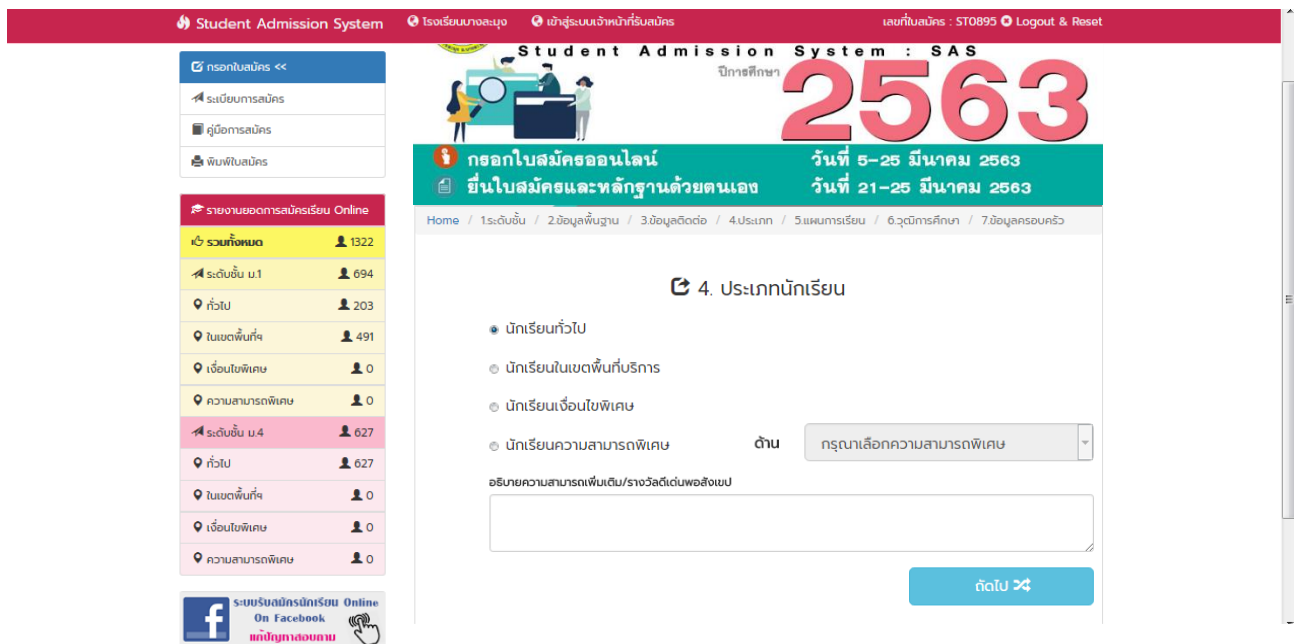 Student Admission System
โรงเรียนบางละมุง
เข้าสู่ระบบเจ้าหน้าที่รับสมัคร
เลขที่ใบสมัคร : ST0895 Logout & Reset
กรอกใบสมัคร <<
ระเบียบการสมัคร
คู่มือการสมัคร
พิมพ์ใบสมัคร
รายงานยอดการสมัครเรียน Online
รวมทั้งหมด 1322
ระดับชั้น ม.1 694
ทั่วไป 203
ในเขตพื้นที่ฯ 491
เงื่อนไขพิเศษ 0
ความสามารถพิเศษ 0
ระดับชั้น ม.4 627
ทั่วไป 627
ในเขตพื้นที่ฯ 0
เงื่อนไขพิเศษ 0
ความสามารถพิเศษ 0
ระบบรับสมัครนักเรียน Online
On Facebook
แก้ปัญหาสอบถาม
Student Admission System : SAS
ปีการศึกษา 2563
กรอกใบสมัครออนไลน์ วันที่ 5-25 มีนาคม 2563
ยื่นใบสมัครและหลักฐานด้วยตนเอง วันที่ 21-25 มีนาคม 2563
Home / 1.ระดับชั้น / 2.ข้อมูลพื้นฐาน / 3.ข้อมูลติดต่อ / 4.ประเภท / 5.แผนการเรียน / 6.วุฒิการศึกษา / 7.ข้อมูลครอบครัว
4. ประเภทนักเรียน
นักเรียนทั่วไป
นักเรียนในเขตพื้นที่บริการ
นักเรียนเงื่อนไขพิเศษ
นักเรียนความสามารถพิเศษ ด้าน กรุณาเลือกความสามารถพิเศษ
อธิบายความสามารถเพิ่มเติม/รางวัลดีเด่นพอสังเขป
ถัดไป